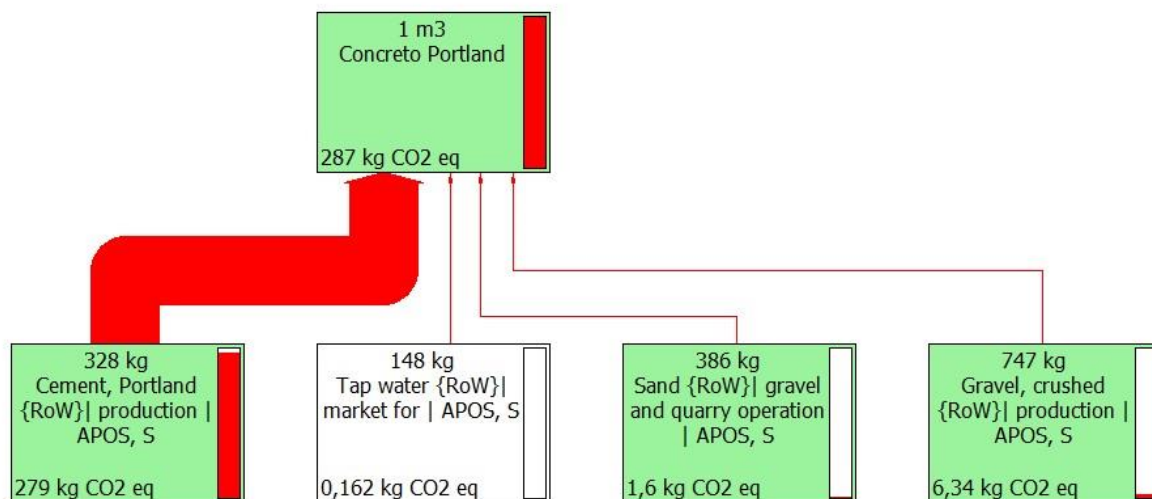 1 m3
Concreto Portland
287 kg CO2 eq
328 kg
Cement, Portland
{RoW}| production |
APOS, S
279 kg CO2 eq
148 kg
Tap water {RoW}|
market for | APOS, S
0,162 kg CO2 eq
386 kg
Sand {RoW}| gravel
and quarry operation
| APOS, S
1,6 kg CO2 eq
747 kg
Gravel, crushed
{RoW}| production |
APOS, S
6,34 kg CO2 eq